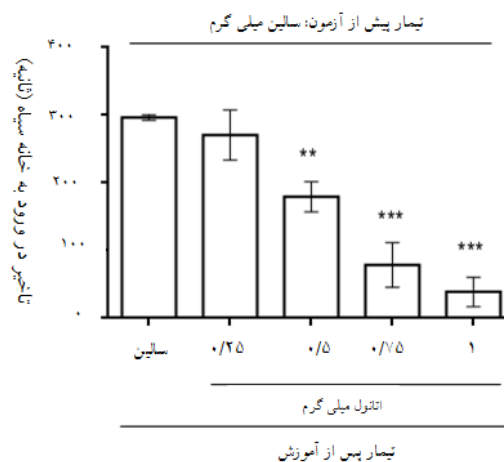 تیمار پیش از آزمون: سالین میلی گرم
تاخیر در ورود به خانه سیاه (ثانیه)
۴۰۰
۳۰۰
۲۰۰
۱۰۰
۰
**
***
***
سالین ۰/۲۵ ۰/۵ ۰/۷۵ ۱
اتانول میلی گرم
تیمار پس از آموزش